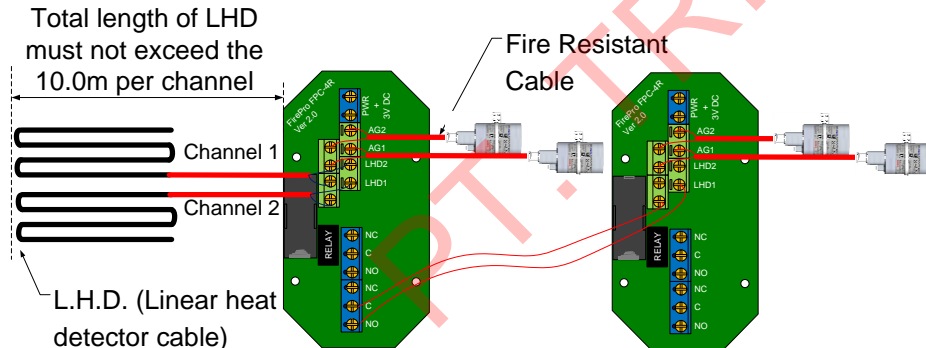 Total length of LHD
must not exceed the
10.0m per channel
Channel 1
Channel 2
L.H.D. (Linear heat
detector cable)
FirePro FPC-4R
Ver 2.0
PWR
+
3V DC
AG2
AG1
LHD2
LHD1
RELAY
NC
C
NO
NC
C
NO
Fire Resistant
Cable
FirePro FPC-4R
Ver 2.0
PWR
+
3V DC
AG2
AG1
LHD2
LHD1
RELAY
NC
C
NO
NC
C
NO
PT.TR